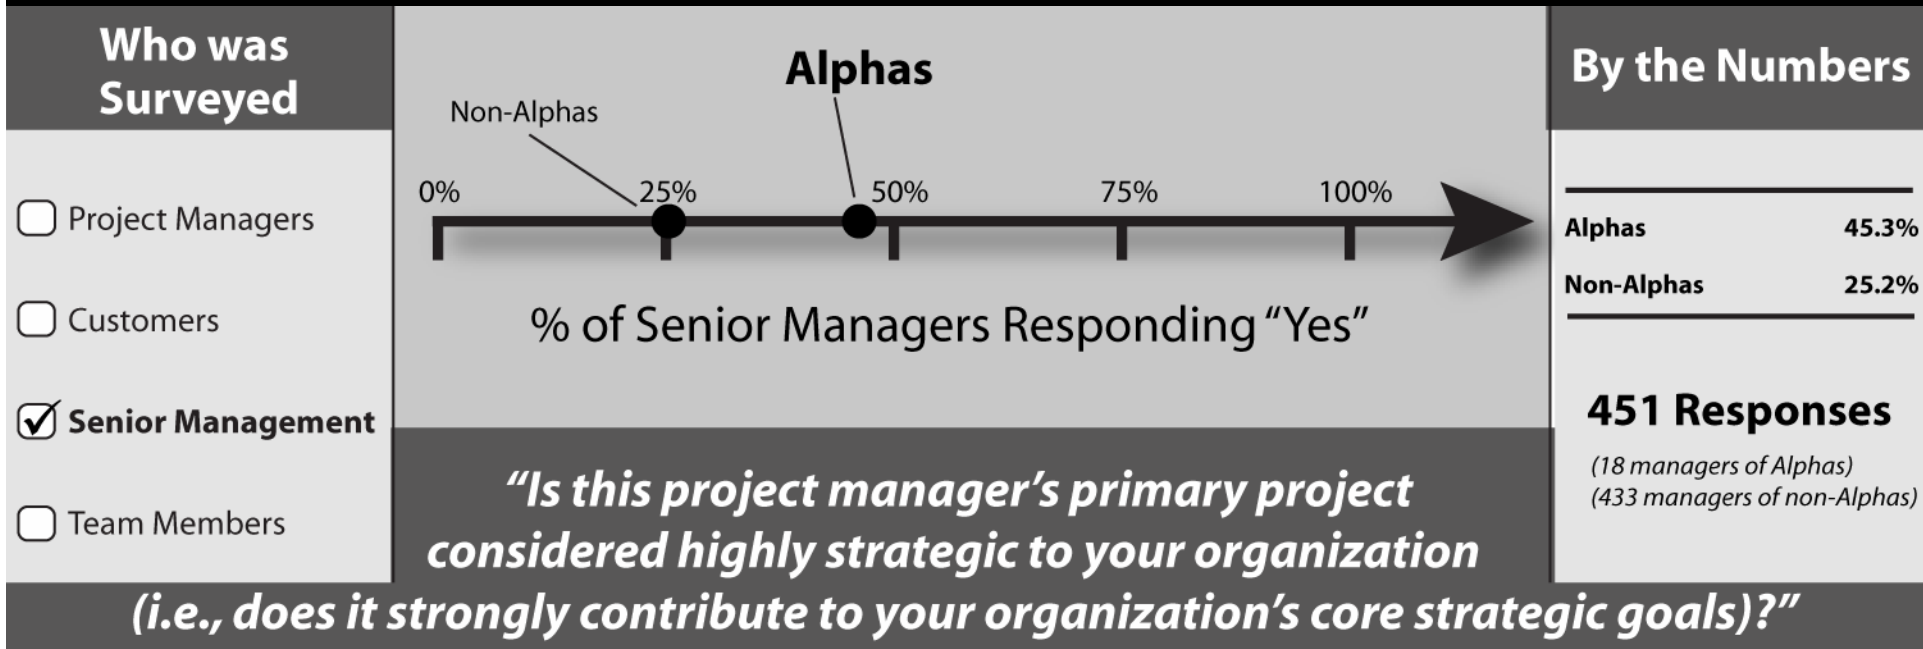 Who was
Surveyed
Project Managers
Customers
Senior Management
Team Members
Alphas
Non-Alphas
0% 25% 50% 75% 100%
% of Senior Managers Responding “Yes”
By the Numbers
Alphas 45.3%
Non-Alphas 25.2%
451 Responses
(18 managers of Alphas)
(433 managers of non-Alphas)
“Is this project manager’s primary project
considered highly strategic to your organization
(i.e., does it strongly contribute to your organization’s core strategic goals)?”